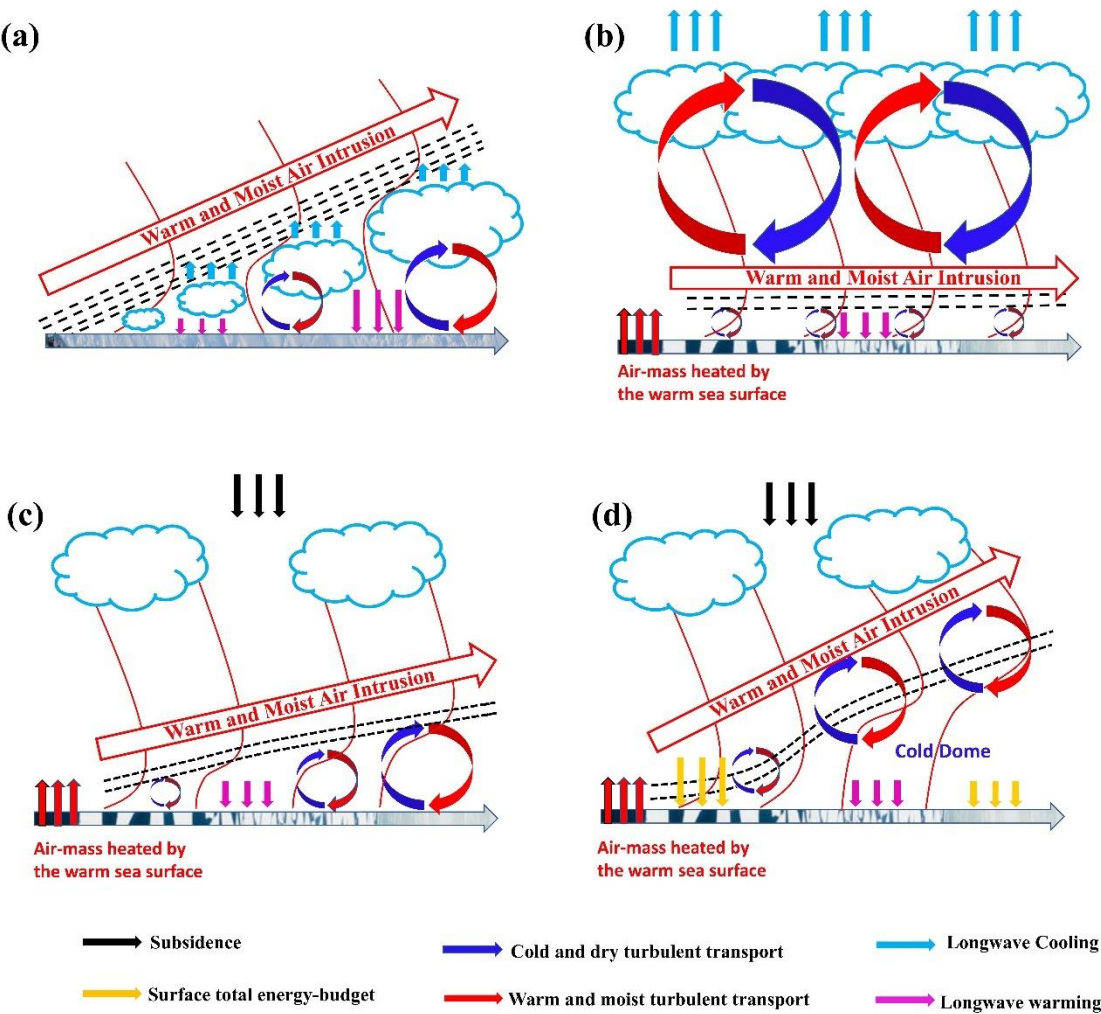 (a)
Warm and Moist Air Intrusion
(b)
Warm and Moist Air Intrusion
Air-mass heated by
the warm sea surface
(c)
Warm and Moist Air Intrusion
Air-mass heated by
the warm sea surface
(d)
Warm and Moist Air Intrusion
Cold Dome
Air-mass heated by
the warm sea surface
Subsidence
Cold and dry turbulent transport
Longwave Cooling
Surface total energy-budget
Warm and moist turbulent transport
Longwave warming